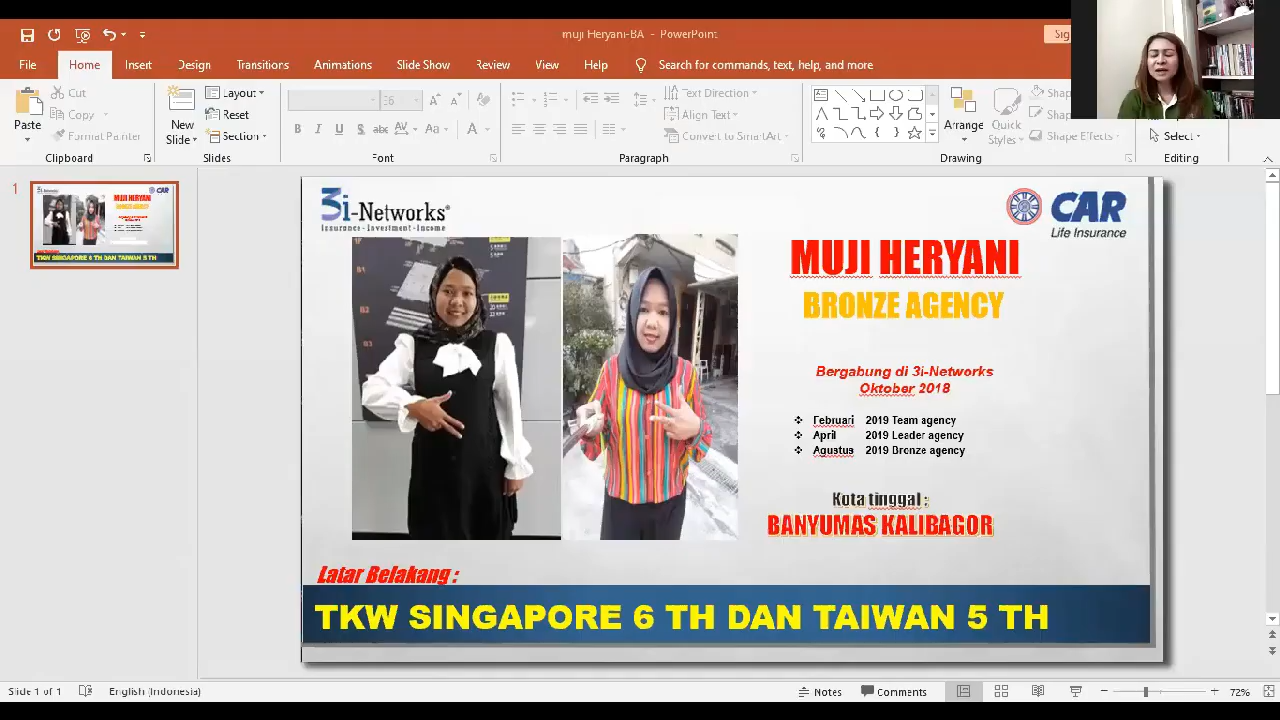 muji Heryani-BA - PowerPoint
File Home Insert Design Transitions Animations Slide Show Review View Help Search for commands, text, help, and more
Paste
Cut
Copy
Format Painter
Clipboard
New
Slide
Layout
Reset
Section
Slides
Font
Text Direction
Align Text
Convert to SmartArt
Paragraph
Arrange
Quick
Styles
Shape Effects
Drawing
Select
Editing
1
3i-Networks
Insurance - Investment - Income
CAR
Life Insurance
MUJI HERYANI
BRONZE AGENCY
Bergabung di 3i-Networks
Oktober 2018
Februari 2019 Team agency
April 2019 Leader agency
Agustus 2019 Bronze agency
Kota tinggal :
BANYUMAS KALIBAGOR
Latar Belakang :
TKW SINGAPORE 6 TH DAN TAIWAN 5 TH
Slide 1 of 1 English (Indonesia) Notes Comments 72%